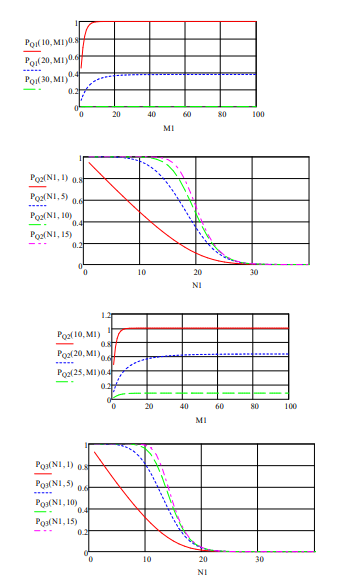 1
P_Q1(10, M1) 0.8
0.6
P_Q1(20, M1)
0.4
P_Q1(30, M1) 0.2
0 20 40 60 80 100
M1
1
P_Q2(N1, 1) 0.8
P_Q2(N1, 5) 0.6
P_Q2(N1, 10) 0.4
P_Q2(N1, 15) 0.2
0 10 20 30
N1
1.2
1
P_Q2(10, M1) 0.8
P_Q2(20, M1) 0.6
P_Q2(25, M1) 0.4
0.2
0 20 40 60 80 100
M1
1
P_Q3(N1, 1) 0.8
P_Q3(N1, 5) 0.6
P_Q3(N1, 10) 0.4
P_Q3(N1, 15) 0.2
0 10 20 30
N1